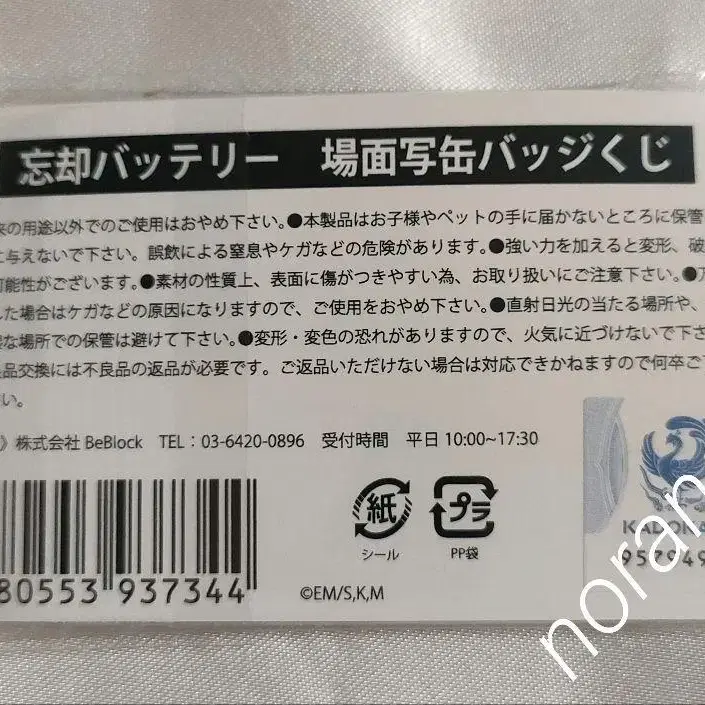 忘却バッテリー 場面写缶バッジくじ
来の用途以外でのご使用はおやめ下さい。●本製品はお子様やペットの手に届かないところに保管
に与えないで下さい。誤飲による窒息やケガなどの危険があります。●強い力を加えると変形、破
可能性がございます。●素材の性質上、表面に傷がつきやすい為、お取り扱いにご注意下さい。●万
した場合はケガなどの原因になりますので、ご使用をおやめ下さい。●直射日光の当たる場所や、
な場所での保管は避けて下さい。●変形・変色の恐れがありますので、火気に近づけないで下さ
良品交換には不良品の返品が必要です。ご返品いただけない場合は対応できかねますので何卒ご了
い。
》株式会社 BeBlock TEL：03-6420-0896 受付時間 平日 10:00~17:30
紙
シール
プラ
PP袋
KADOKA
957949
80553 937344
©EM/S,K,M
noran